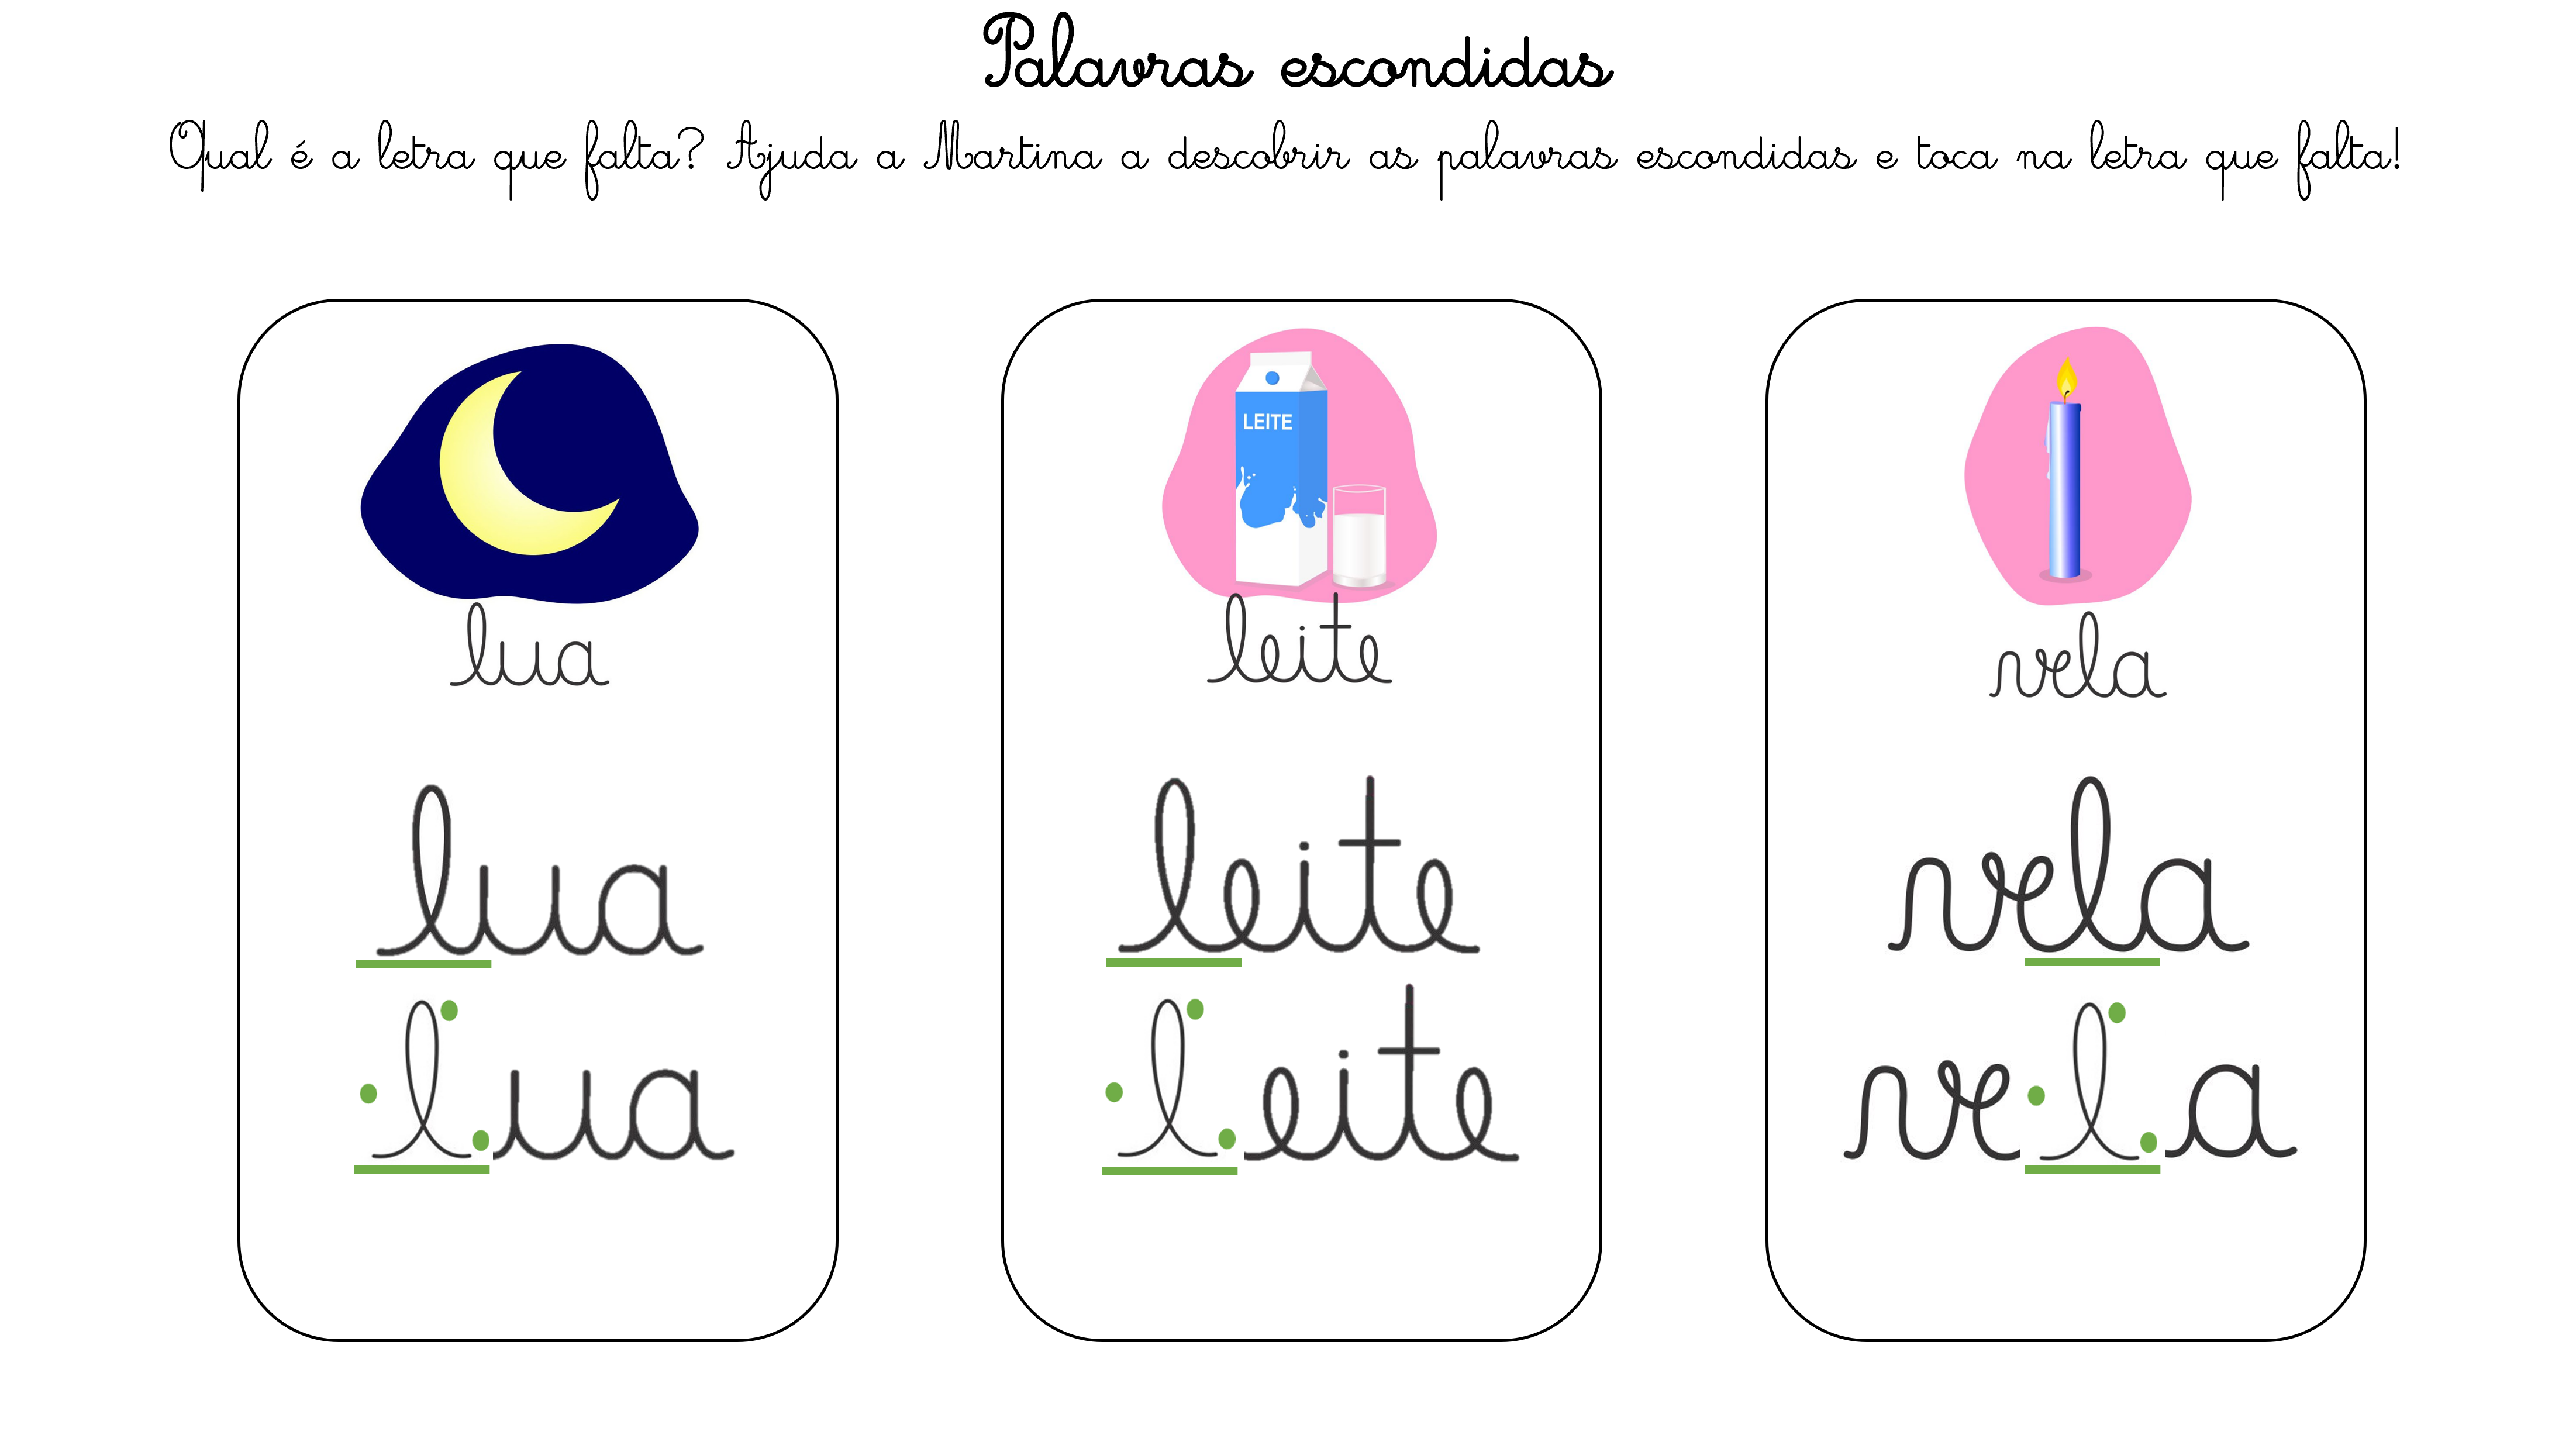 Palavras escondidas
Qual é a letra que falta? Ajuda a Martina a descobrir as palavras escondidas e toca na letra que falta!
lua
lua
lua
LEITE
leite
leite
leite
vela
vela
vela